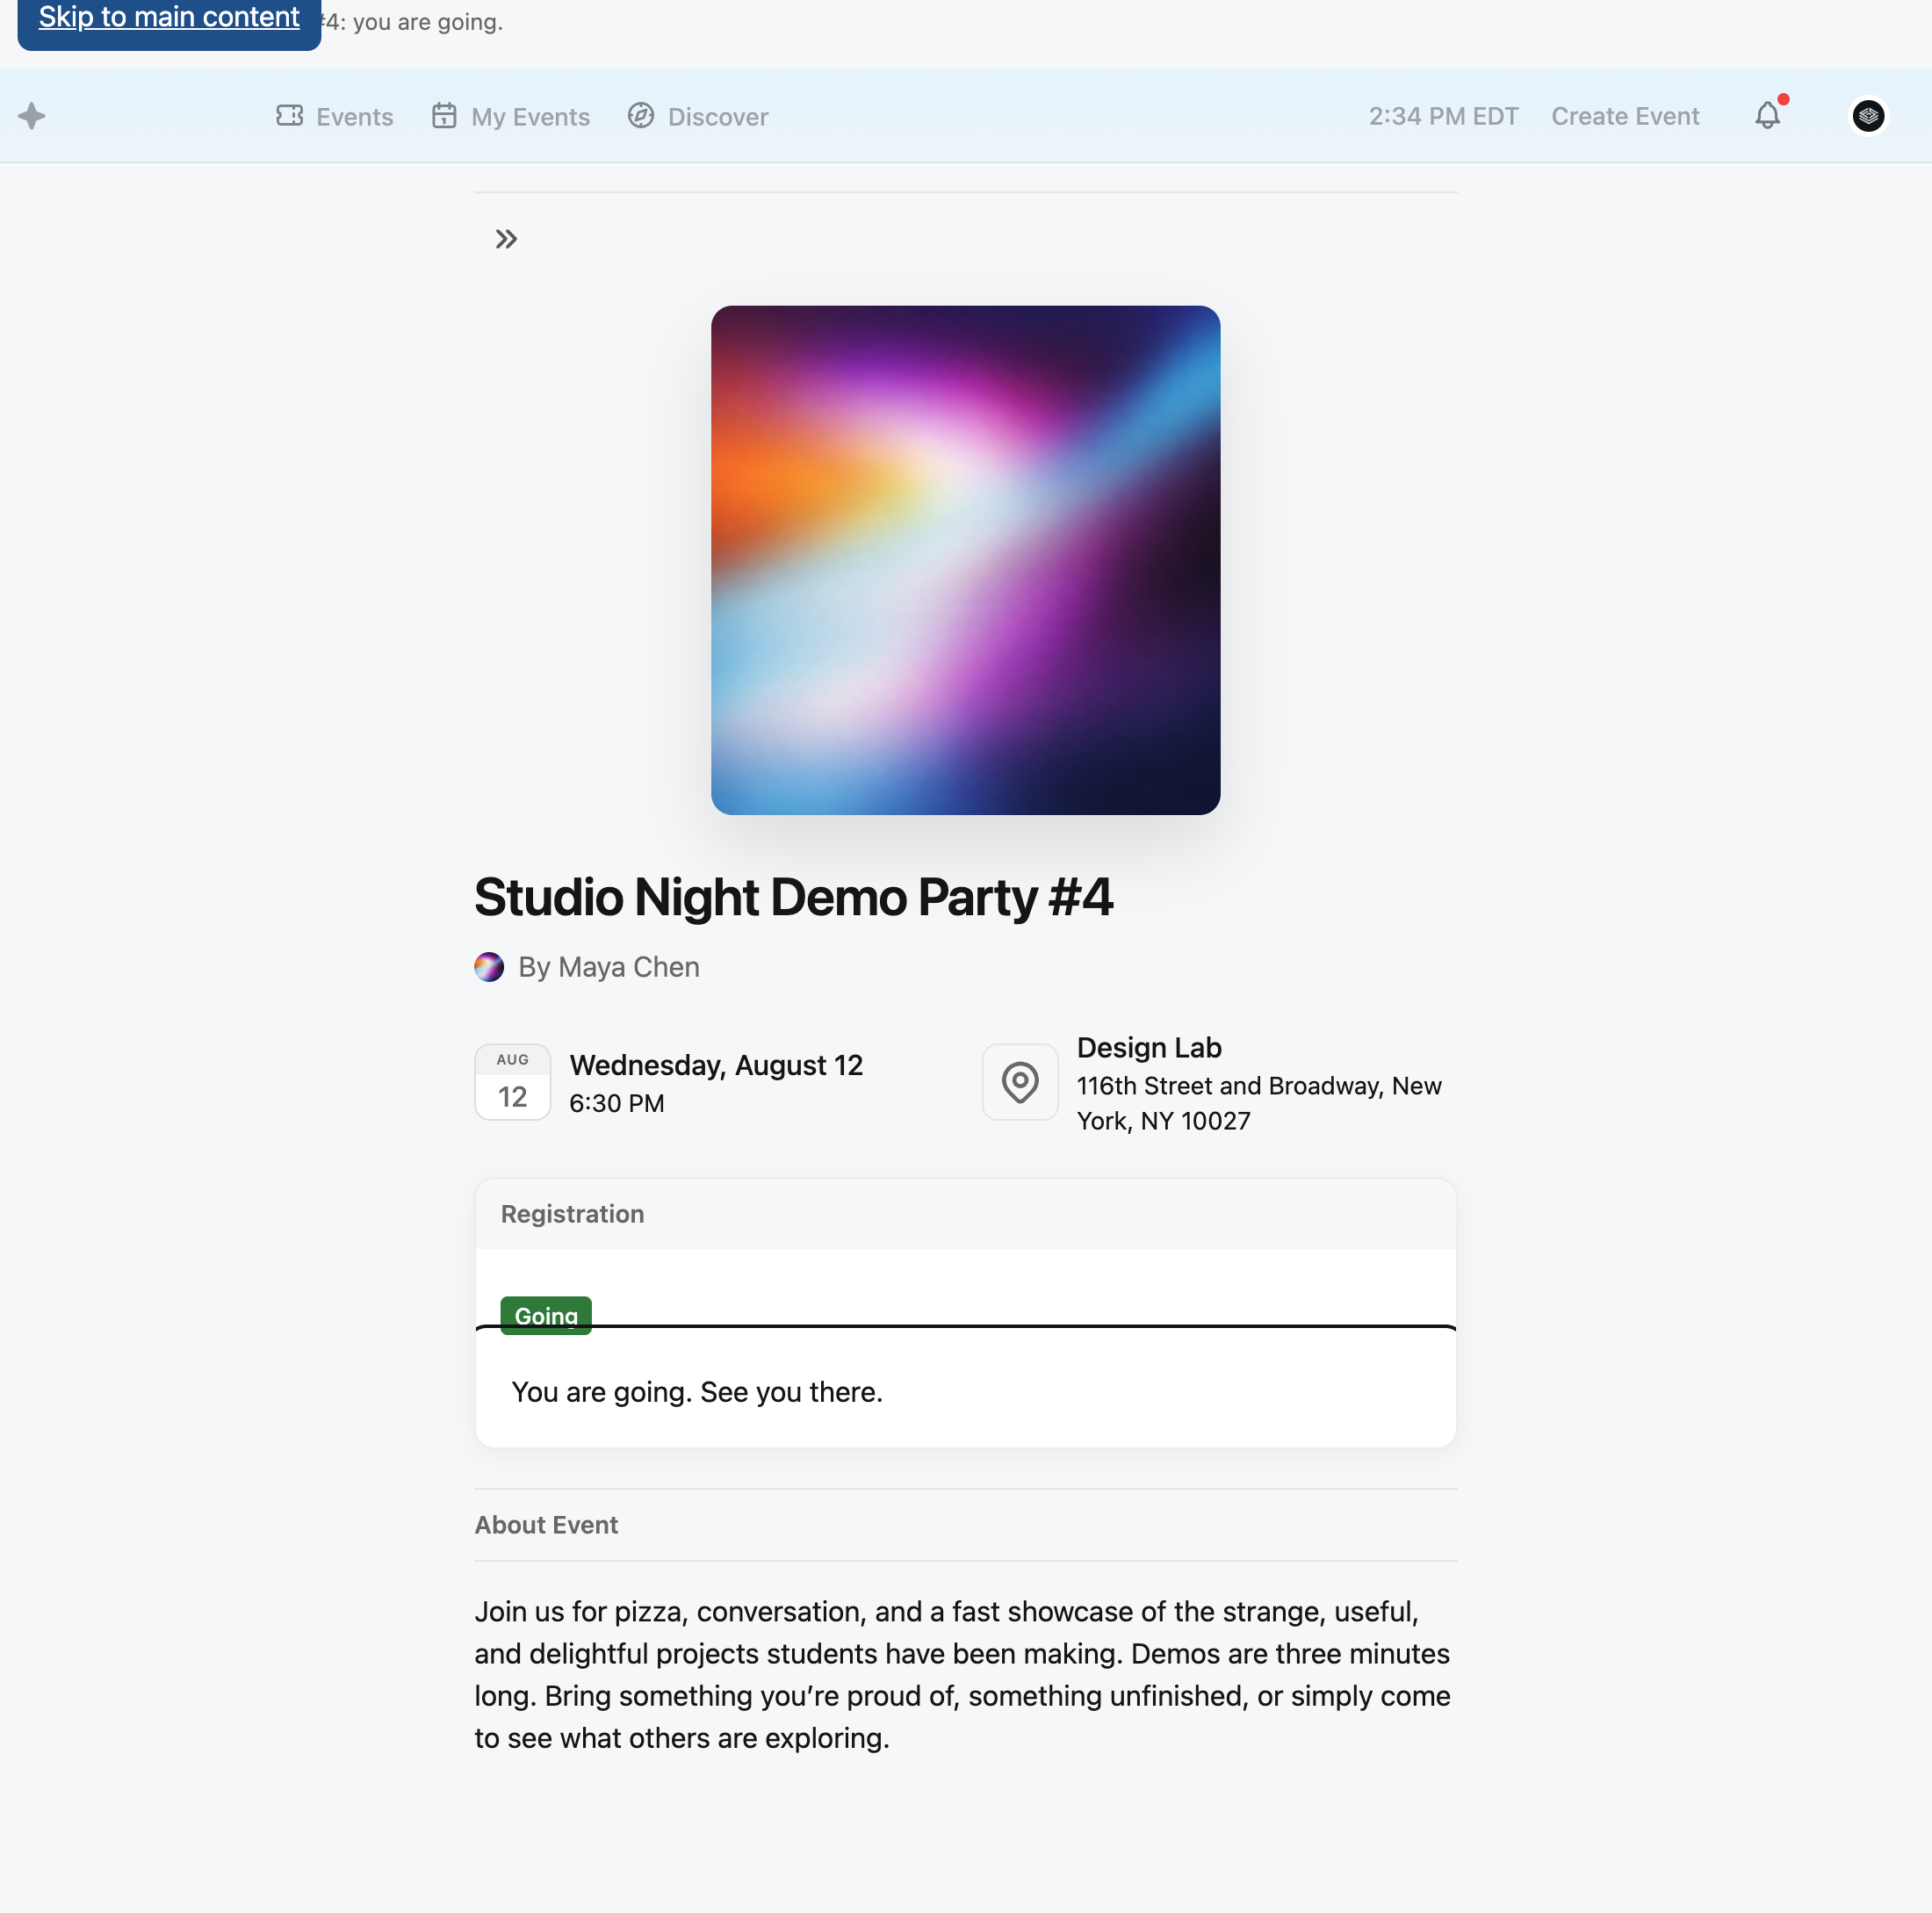 Skip to main content
#4: you are going.
Events
My Events
Discover
2:34 PM EDT
Create Event
Studio Night Demo Party #4
By Maya Chen
AUG
12
Wednesday, August 12
6:30 PM
Design Lab
116th Street and Broadway, New
York, NY 10027
Registration
Going
You are going. See you there.
About Event
Join us for pizza, conversation, and a fast showcase of the strange, useful,
and delightful projects students have been making. Demos are three minutes
long. Bring something you’re proud of, something unfinished, or simply come
to see what others are exploring.